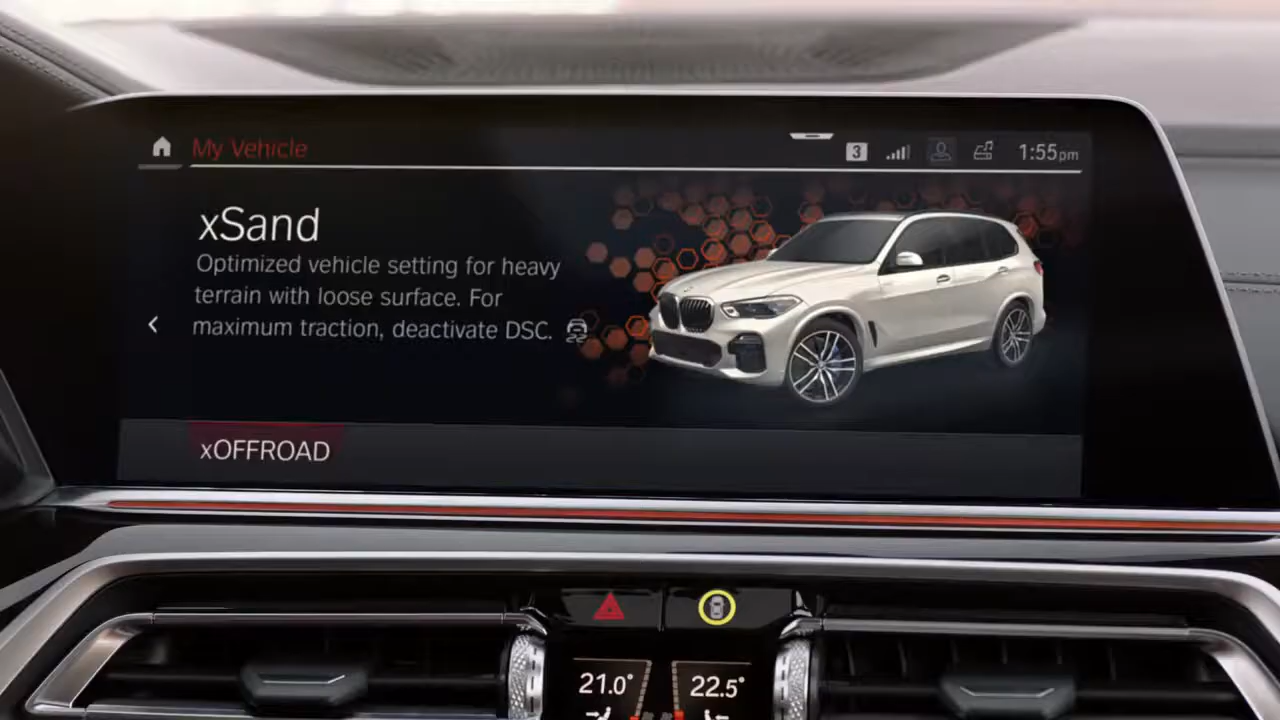 My Vehicle
3
1:55pm
xSand
Optimized vehicle setting for heavy
terrain with loose surface. For
maximum traction, deactivate DSC.
xOFFROAD
21.0°
22.5°